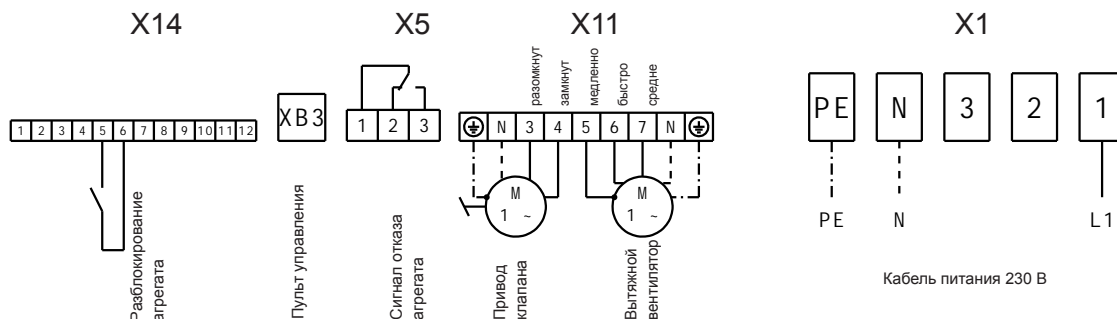 X14
X5
X11
X1
разомкнут
замкнут
медленно
быстро
средне
1 2 3 4 5 6 7 8 9 10 11 12
XB3
1 2 3
N 3 4 5 6 7 N
PE N 3 2 1
M
1 ~
M
1 ~
PE N L1
Разблокирование
агрегата
Пульт управления
Сигнал отказа
агрегата
Привод
клапана
Вытяжной
вентилятор
Кабель питания 230 В